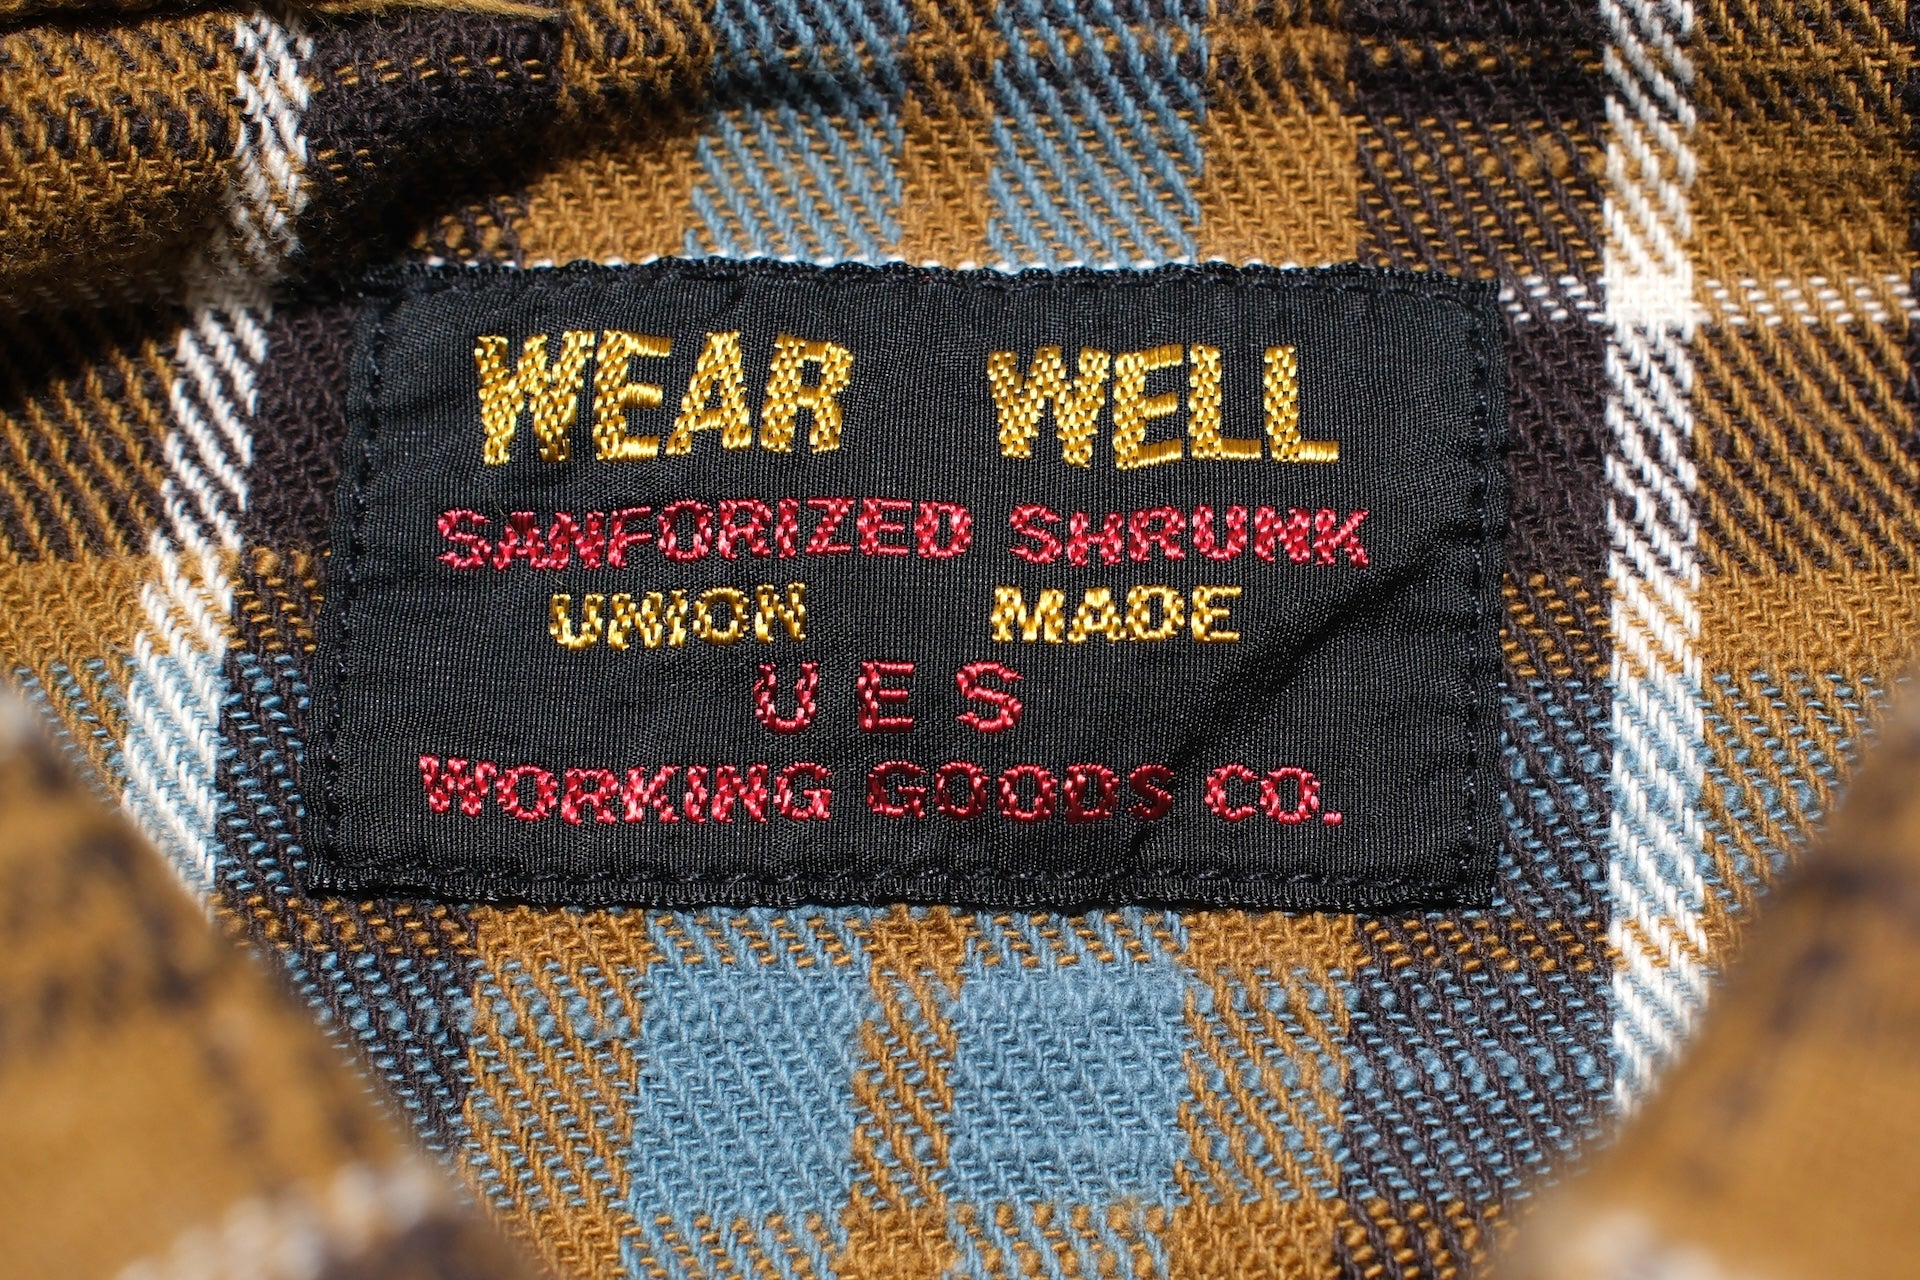 WEAR WELL
SANFORIZED SHRUNK
UNION MADE
UES
WORKING GOODS CO.